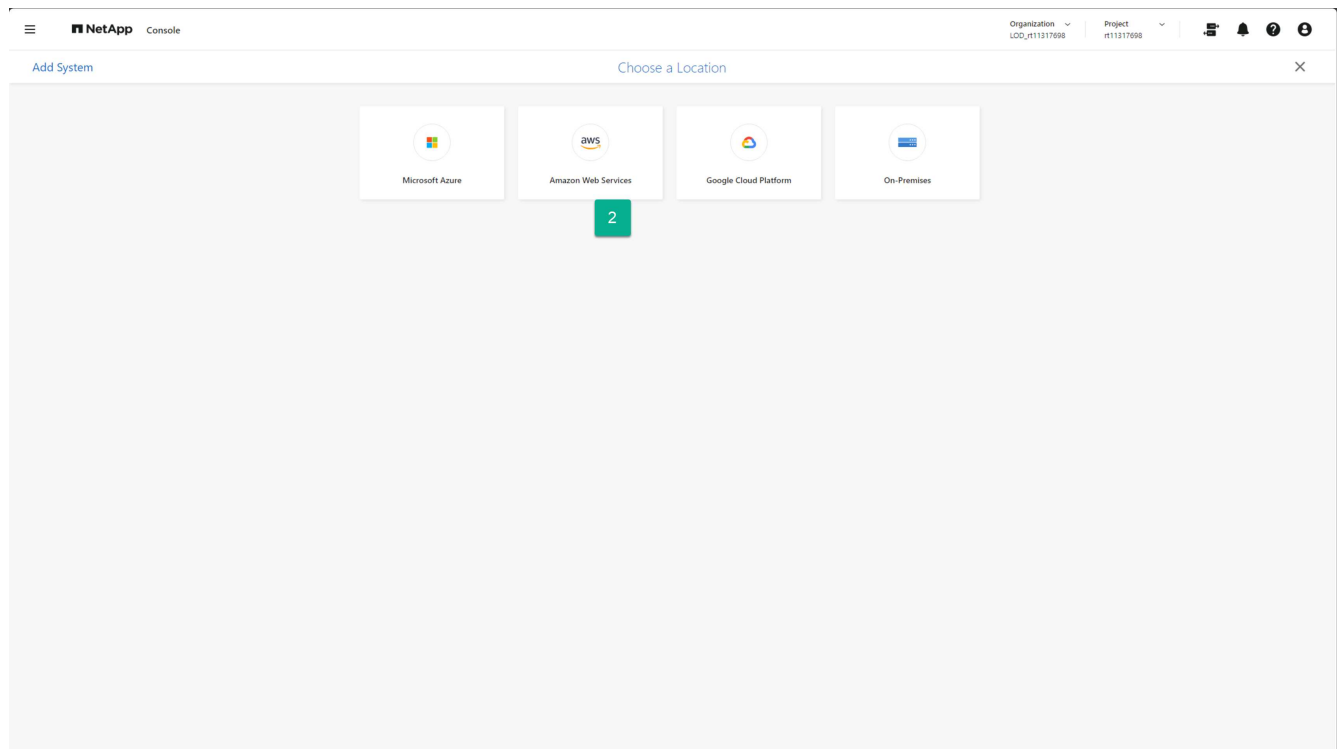 NetApp Console
Organization
LOD_rt11317698
Project
rt11317698
Add System
Choose a Location
aws
Microsoft Azure
Amazon Web Services
Google Cloud Platform
On-Premises
2